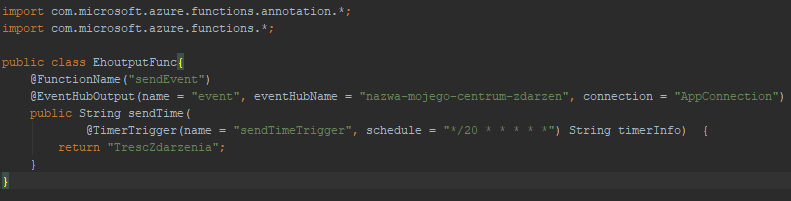 import com.microsoft.azure.functions.annotation.*;
import com.microsoft.azure.functions.*;
public class EhoutputFunc{
@FunctionName("sendEvent")
@EventHubOutput(name = "event", eventHubName = "nazwa-mojego-centrum-zdarzen", connection = "AppConnection")
public String sendTime(
@TimerTrigger(name = "sendTimeTrigger", schedule = "*/20 * * * * *") String timerInfo)  {
return "TrescZdarzenia";
}
}